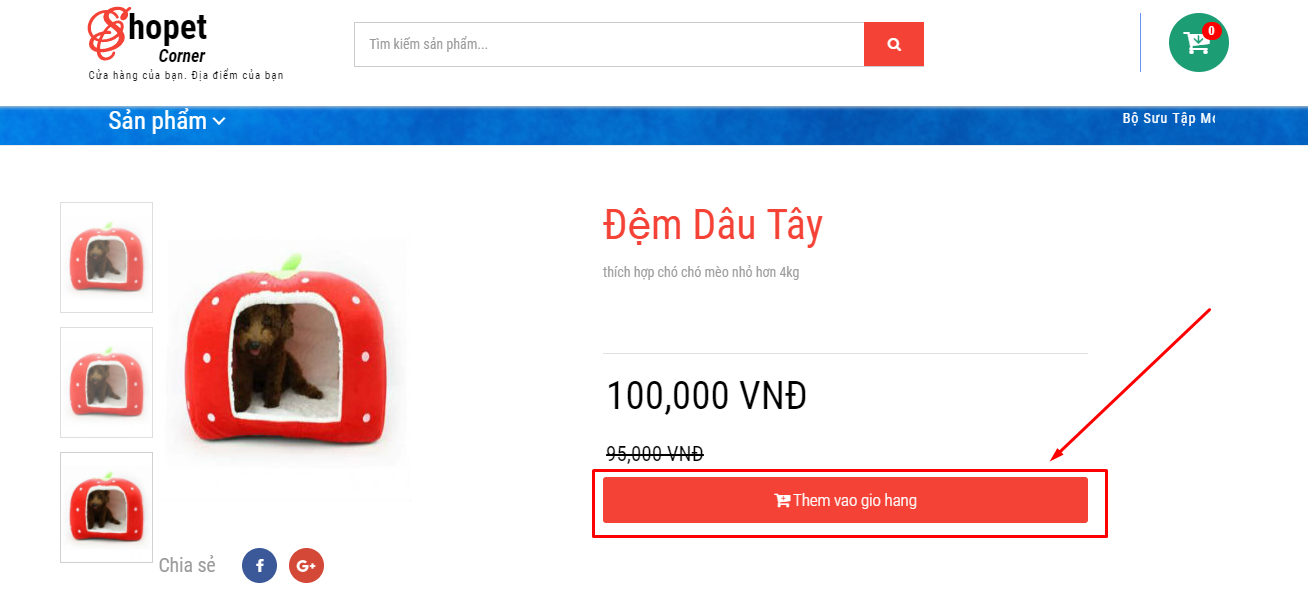 Shopet
Corner
Cửa hàng của bạn. Địa điểm của bạn
Tìm kiếm sản phẩm...
0
Sản phẩm
Bộ Sưu Tập
Đệm Dâu Tây
thích hợp chó chó mèo nhỏ hơn 4kg
100,000 VNĐ
95,000 VNĐ
Them vao gio hang
Chia sẻ
f
G+